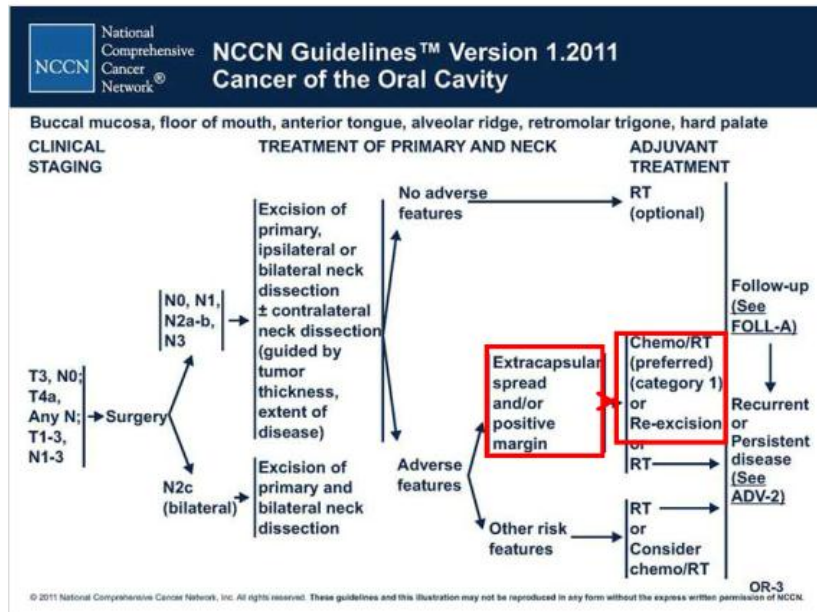 National
Comprehensive
NCCN Cancer
Network®
NCCN Guidelines™ Version 1.2011
Cancer of the Oral Cavity
Buccal mucosa, floor of mouth, anterior tongue, alveolar ridge, retromolar trigone, hard palate
CLINICAL
STAGING
TREATMENT OF PRIMARY AND NECK
ADJUVANT
TREATMENT
T3, N0;
T4a,
Any N;
T1-3,
N1-3
Surgery
N0, N1,
N2a-b,
N3
N2c
(bilateral)
Excision of
primary,
ipsilateral or
bilateral neck
dissection
± contralateral
neck dissection
(guided by
tumor
thickness,
extent of
disease)
Excision of
primary and
bilateral neck
dissection
No adverse
features
Adverse
features
Extracapsular
spread
and/or
positive
margin
Other risk
features
RT
(optional)
Chemo/RT
(preferred)
(category 1)
or
Re-excision
or
RT
RT
or
Consider
chemo/RT
Follow-up
(See
FOLL-A)
Recurrent
or
Persistent
disease
(See
ADV-2)
OR-3
© 2011 National Comprehensive Cancer Network, Inc. All rights reserved. These guidelines and this illustration may not be reproduced in any form without the express written permission of NCCN.